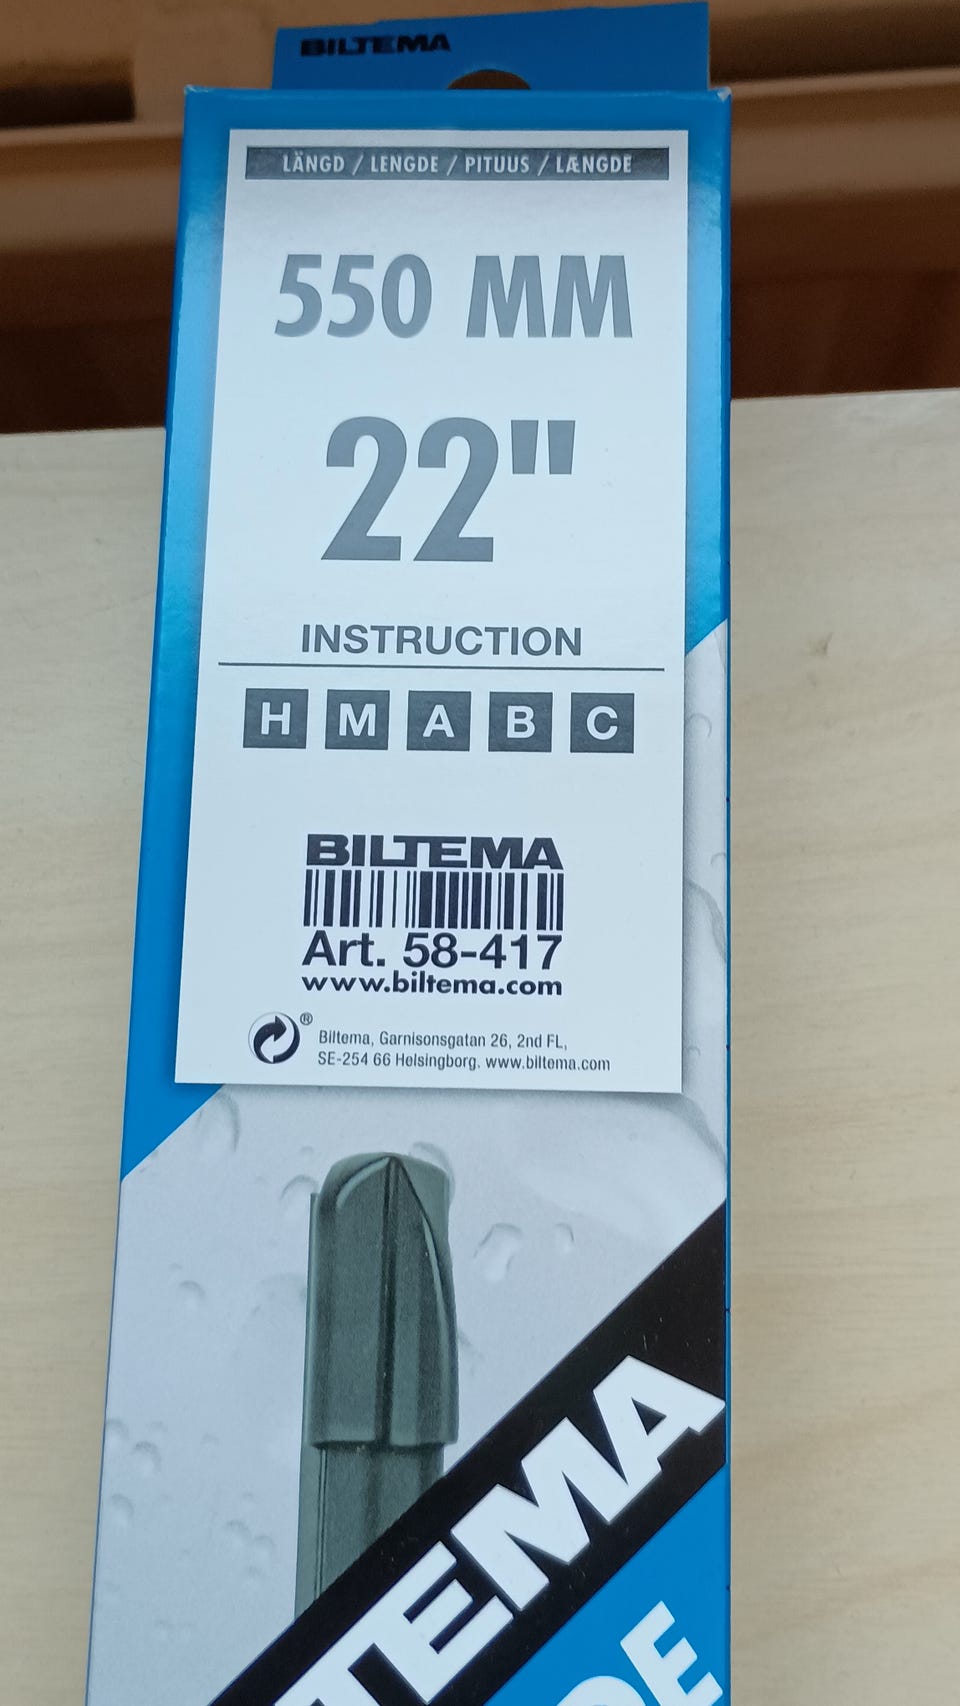 BILTEMA
LÄNGD / LENGDE / PITUUS / LÆNGDE
550 MM
22"
INSTRUCTION
H M A B C
BILTEMA
Art. 58-417
www.biltema.com
®
Biltema, Garnisonsgatan 26, 2nd FL,
SE-254 66 Helsingborg. www.biltema.com
TEMA
DE